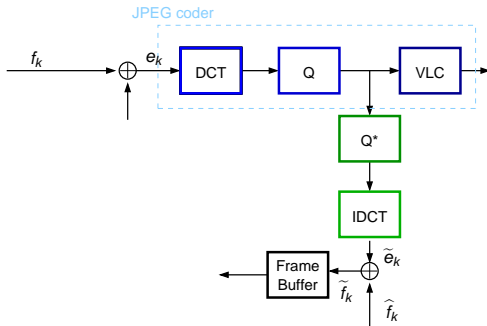 JPEG coder
f_k
e_k
DCT
Q
VLC
Q*
IDCT
ẽ_k
Frame
Buffer
f̃_k
f̂_k